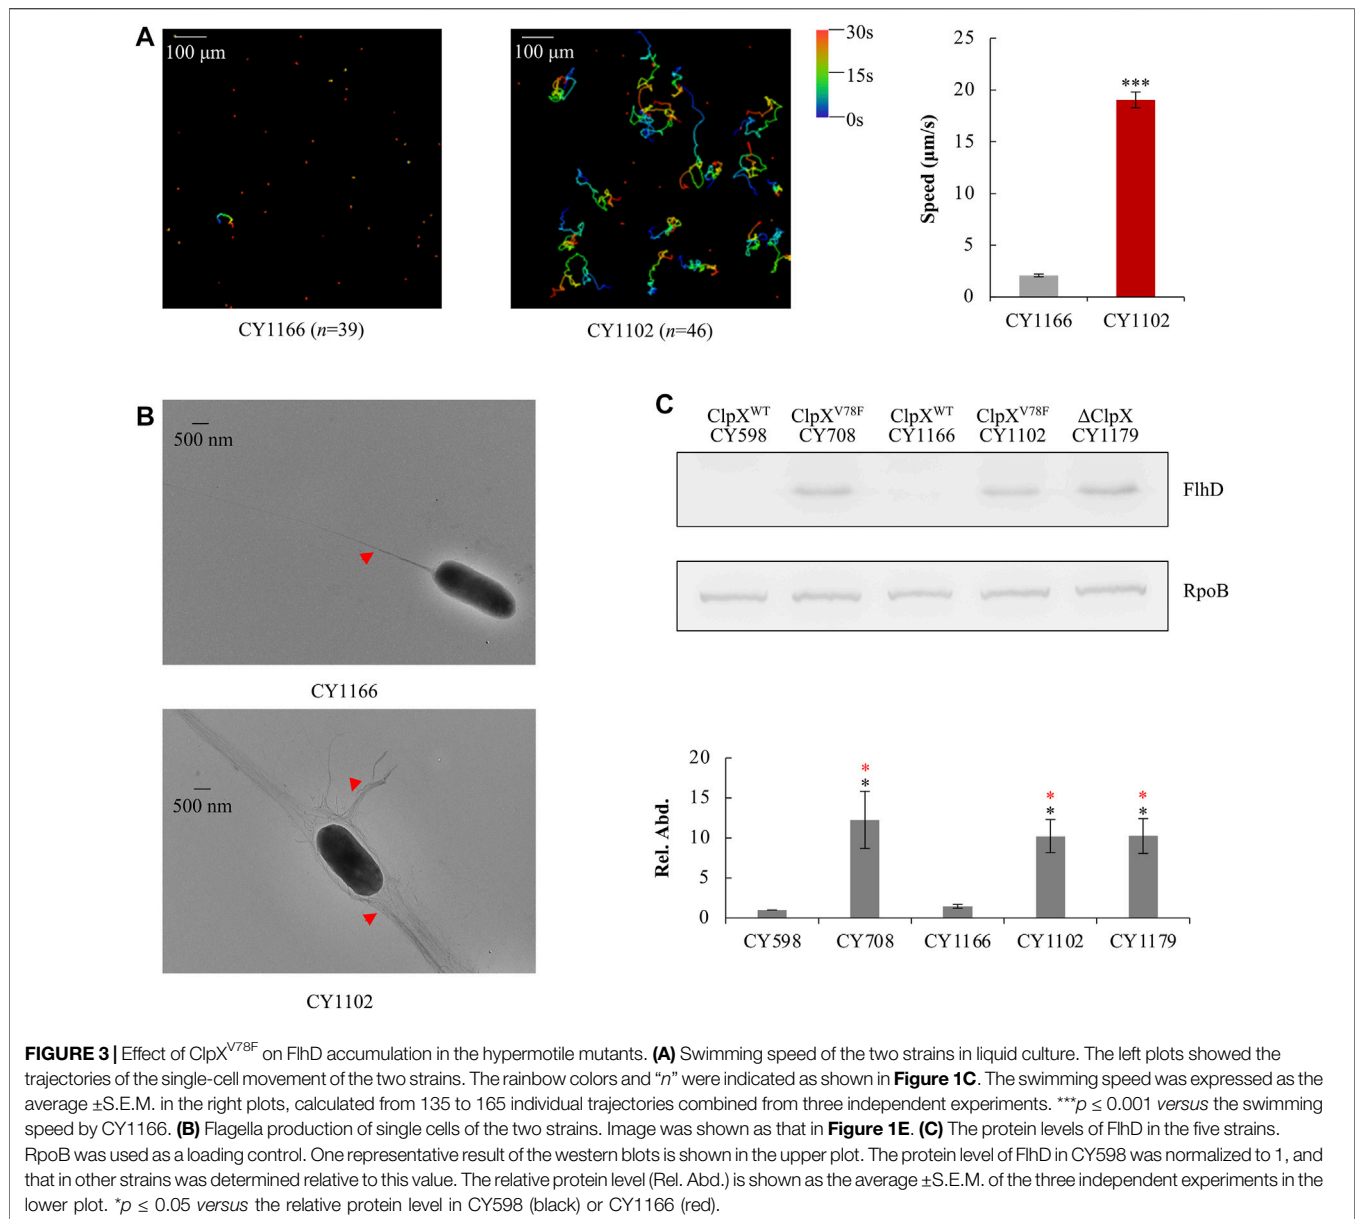 A
100 μm
100 μm
30s
15s
0s
CY1166 (n=39)
CY1102 (n=46)
25
20
15
10
5
0
Speed (μm/s)
***
CY1166
CY1102
B
500 nm
CY1166
500 nm
CY1102
C
ClpXWT ClpXV78F ClpXWT ClpXV78F ΔClpX
CY598 CY708 CY1166 CY1102 CY1179
FlhD
RpoB
20
15
10
5
0
Rel. Abd.
* * *
* * *
CY598 CY708 CY1166 CY1102 CY1179
FIGURE 3 | Effect of ClpXV78F on FlhD accumulation in the hypermotile mutants. (A) Swimming speed of the two strains in liquid culture. The left plots showed the
trajectories of the single-cell movement of the two strains. The rainbow colors and “n” were indicated as shown in Figure 1C. The swimming speed was expressed as the
average ±S.E.M. in the right plots, calculated from 135 to 165 individual trajectories combined from three independent experiments. ***p ≤ 0.001 versus the swimming
speed by CY1166. (B) Flagella production of single cells of the two strains. Image was shown as that in Figure 1E. (C) The protein levels of FlhD in the five strains.
RpoB was used as a loading control. One representative result of the western blots is shown in the upper plot. The protein level of FlhD in CY598 was normalized to 1, and
that in other strains was determined relative to this value. The relative protein level (Rel. Abd.) is shown as the average ±S.E.M. of the three independent experiments in the
lower plot. *p ≤ 0.05 versus the relative protein level in CY598 (black) or CY1166 (red).